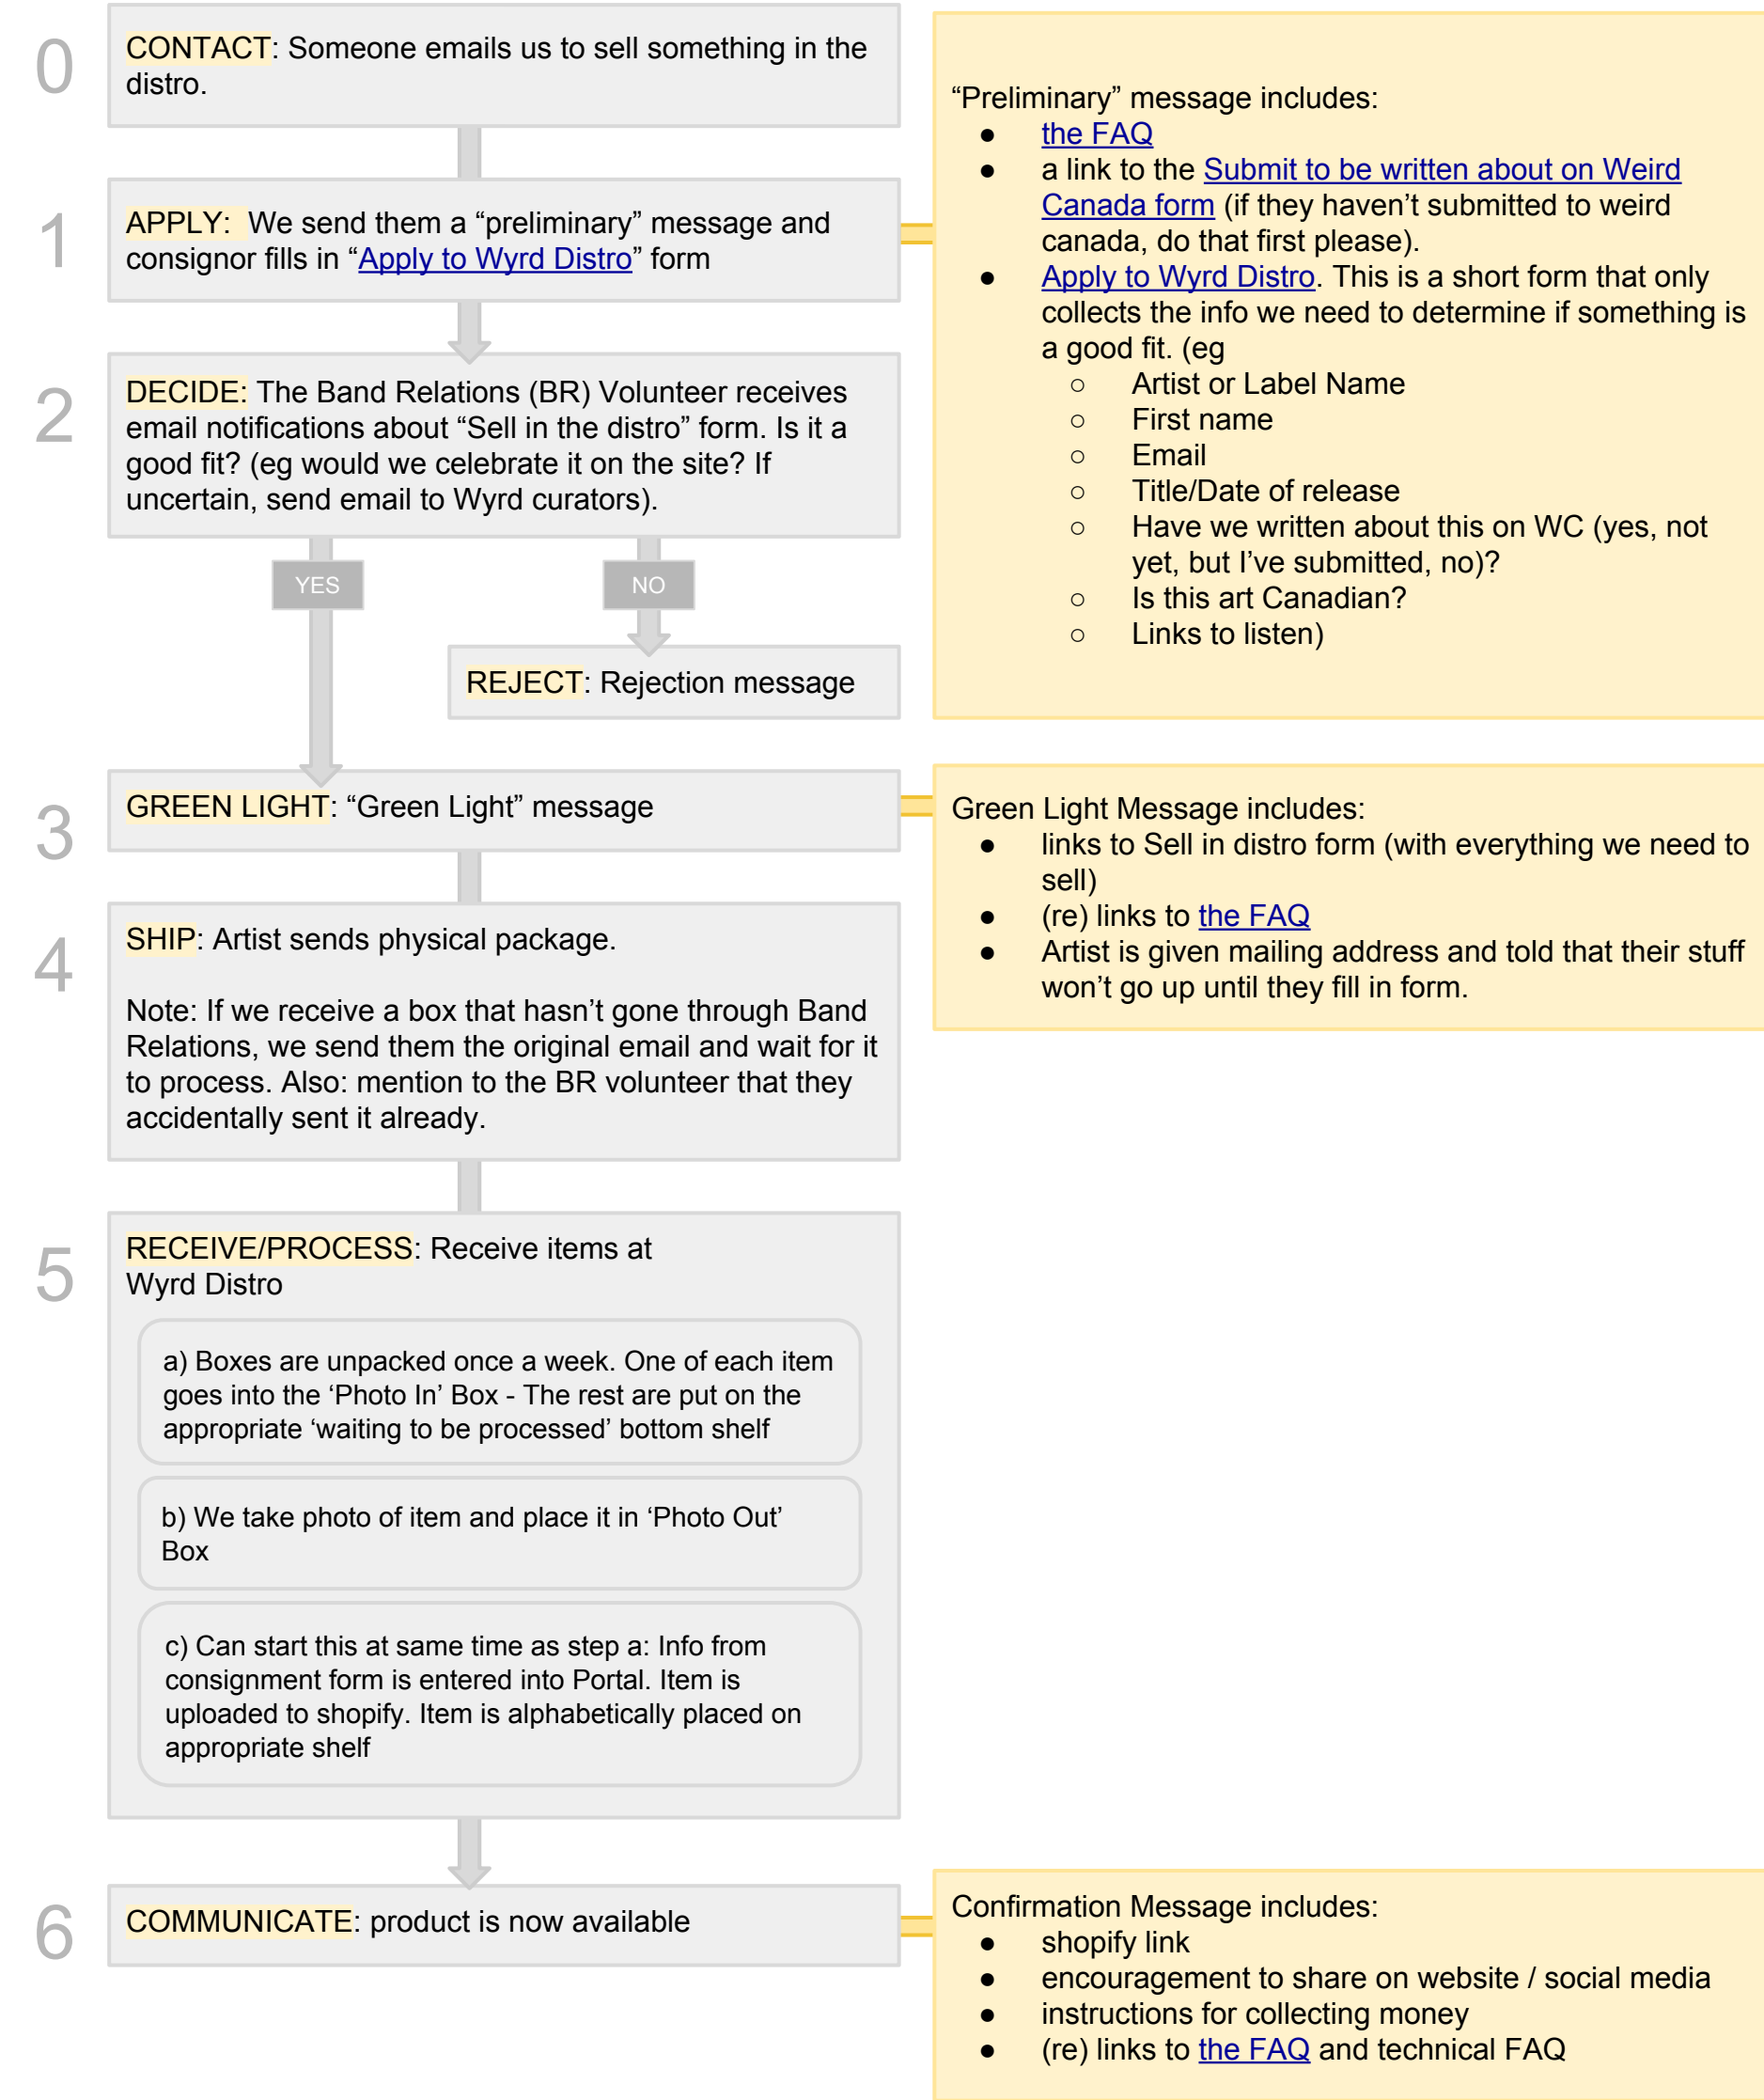 0
CONTACT: Someone emails us to sell something in the
distro.
1
APPLY:  We send them a “preliminary” message and
consignor fills in “Apply to Wyrd Distro” form
“Preliminary” message includes:
● the FAQ
● a link to the Submit to be written about on Weird
Canada form (if they haven’t submitted to weird
canada, do that first please).
● Apply to Wyrd Distro. This is a short form that only
collects the info we need to determine if something is
a good fit. (eg
○ Artist or Label Name
○ First name
○ Email
○ Title/Date of release
○ Have we written about this on WC (yes, not
yet, but I’ve submitted, no)?
○ Is this art Canadian?
○ Links to listen)
2
DECIDE: The Band Relations (BR) Volunteer receives
email notifications about “Sell in the distro” form. Is it a
good fit? (eg would we celebrate it on the site? If
uncertain, send email to Wyrd curators).
YES
NO
REJECT: Rejection message
3
GREEN LIGHT: “Green Light” message
Green Light Message includes:
● links to Sell in distro form (with everything we need to
sell)
● (re) links to the FAQ
● Artist is given mailing address and told that their stuff
won’t go up until they fill in form.
4
SHIP: Artist sends physical package.
Note: If we receive a box that hasn’t gone through Band
Relations, we send them the original email and wait for it
to process. Also: mention to the BR volunteer that they
accidentally sent it already.
5
RECEIVE/PROCESS: Receive items at
Wyrd Distro
a) Boxes are unpacked once a week. One of each item
goes into the ‘Photo In’ Box - The rest are put on the
appropriate ‘waiting to be processed’ bottom shelf
b) We take photo of item and place it in ‘Photo Out’
Box
c) Can start this at same time as step a: Info from
consignment form is entered into Portal. Item is
uploaded to shopify. Item is alphabetically placed on
appropriate shelf
6
COMMUNICATE: product is now available
Confirmation Message includes:
● shopify link
● encouragement to share on website / social media
● instructions for collecting money
● (re) links to the FAQ and technical FAQ